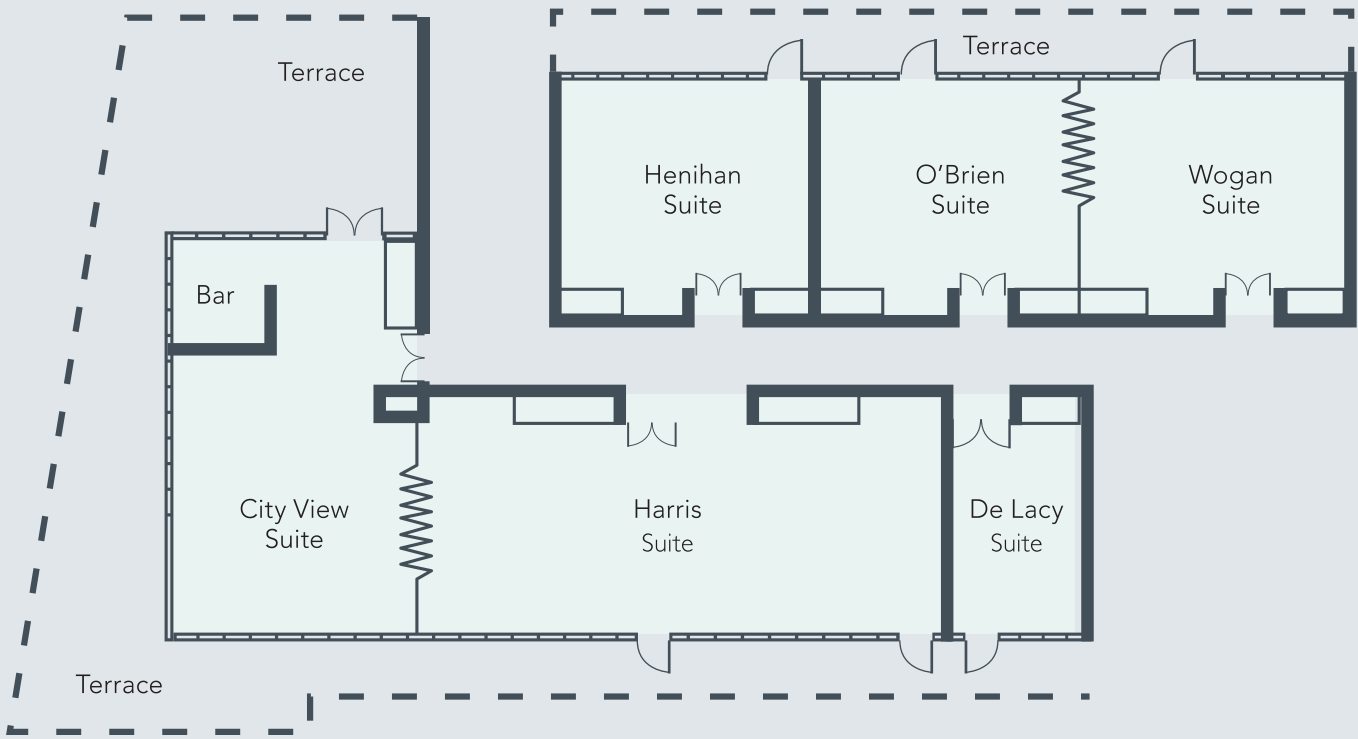 Terrace
Terrace
Henihan
Suite
O’Brien
Suite
Wogan
Suite
Bar
City View
Suite
Harris
Suite
De Lacy
Suite
Terrace